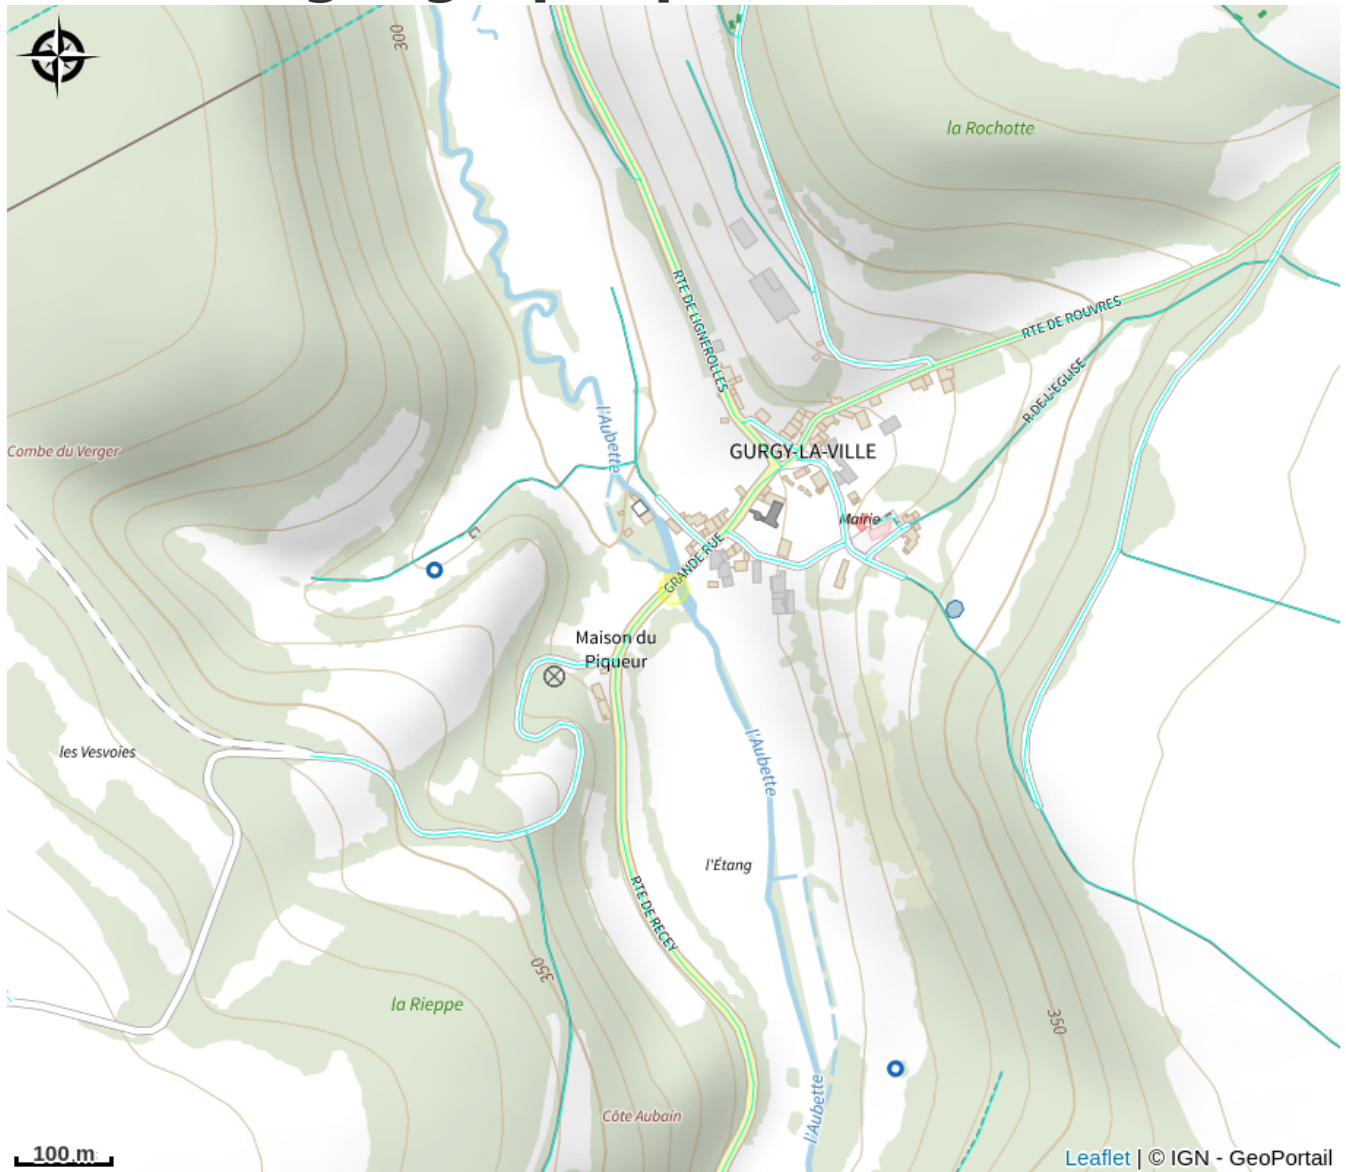 300
la Rochotte
RTE DE LIGNEROLLES
RTE DE ROUVRES
R DE L'EGLISE
l'Aubette
Combe du Verger
GURGY-LA-VILLE
Mairie
GRANDE RUE
Maison du
Piqueur
les Vesvoies
l'Aubette
l'Étang
RTE DE RECEY
350
la Rieppe
350
Côte Aubain
l'Aubette
100 m
Leaflet | © IGN - GeoPortail